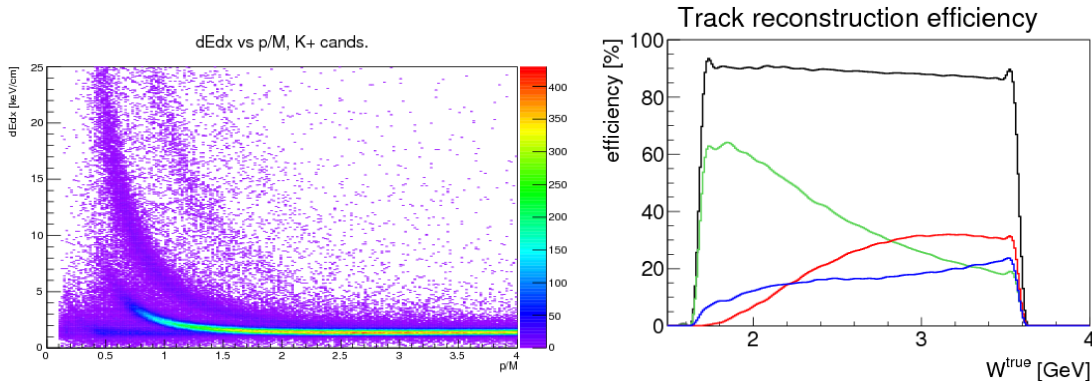 dEdx vs p/M, K+ cands.
dEdx [keV/cm]
25
20
15
10
5
0
0 0.5 1 1.5 2 2.5 3 3.5 4
p/M
400
350
300
250
200
150
100
50
0
Track reconstruction efficiency
efficiency [%]
100
80
60
40
20
0
2 3 4
W^true [GeV]